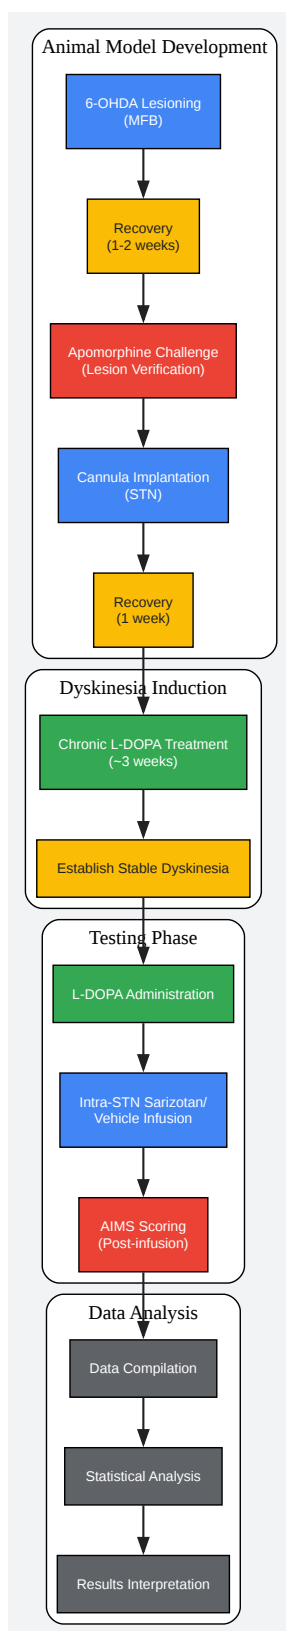 Animal Model Development
6-OHDA Lesioning
(MFB)
Recovery
(1-2 weeks)
Apomorphine Challenge
(Lesion Verification)
Cannula Implantation
(STN)
Recovery
(1 week)
Dyskinesia Induction
Chronic L-DOPA Treatment
(~3 weeks)
Establish Stable Dyskinesia
Testing Phase
L-DOPA Administration
Intra-STN Sarizotan/
Vehicle Infusion
AIMS Scoring
(Post-infusion)
Data Analysis
Data Compilation
Statistical Analysis
Results Interpretation